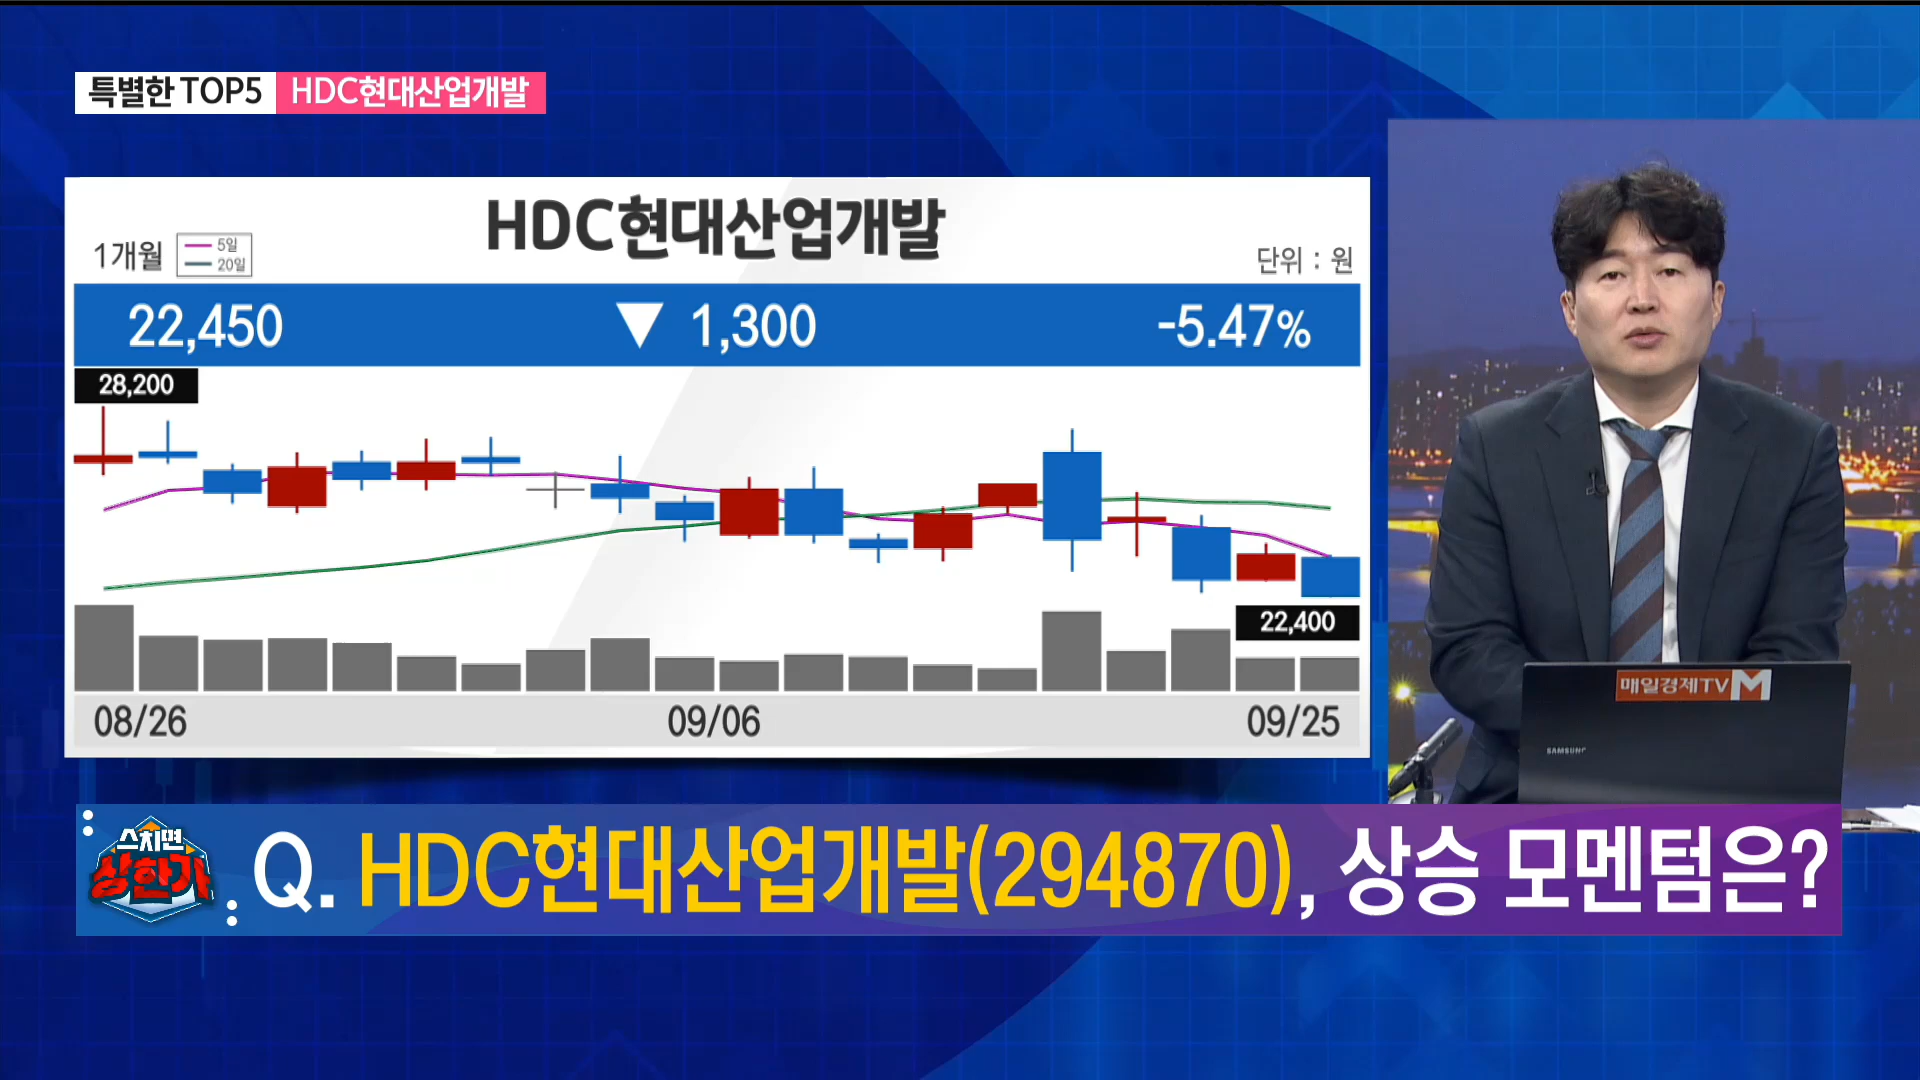 특별한 TOP5 HDC현대산업개발
HDC현대산업개발
1개월
5일
20일
단위 : 원
22,450 ▼ 1,300 -5.47%
28,200
22,400
08/26 09/06 09/25
매일경제TV M
SAMSUNG
스치면
상한가
Q. HDC현대산업개발(294870), 상승 모멘텀은?